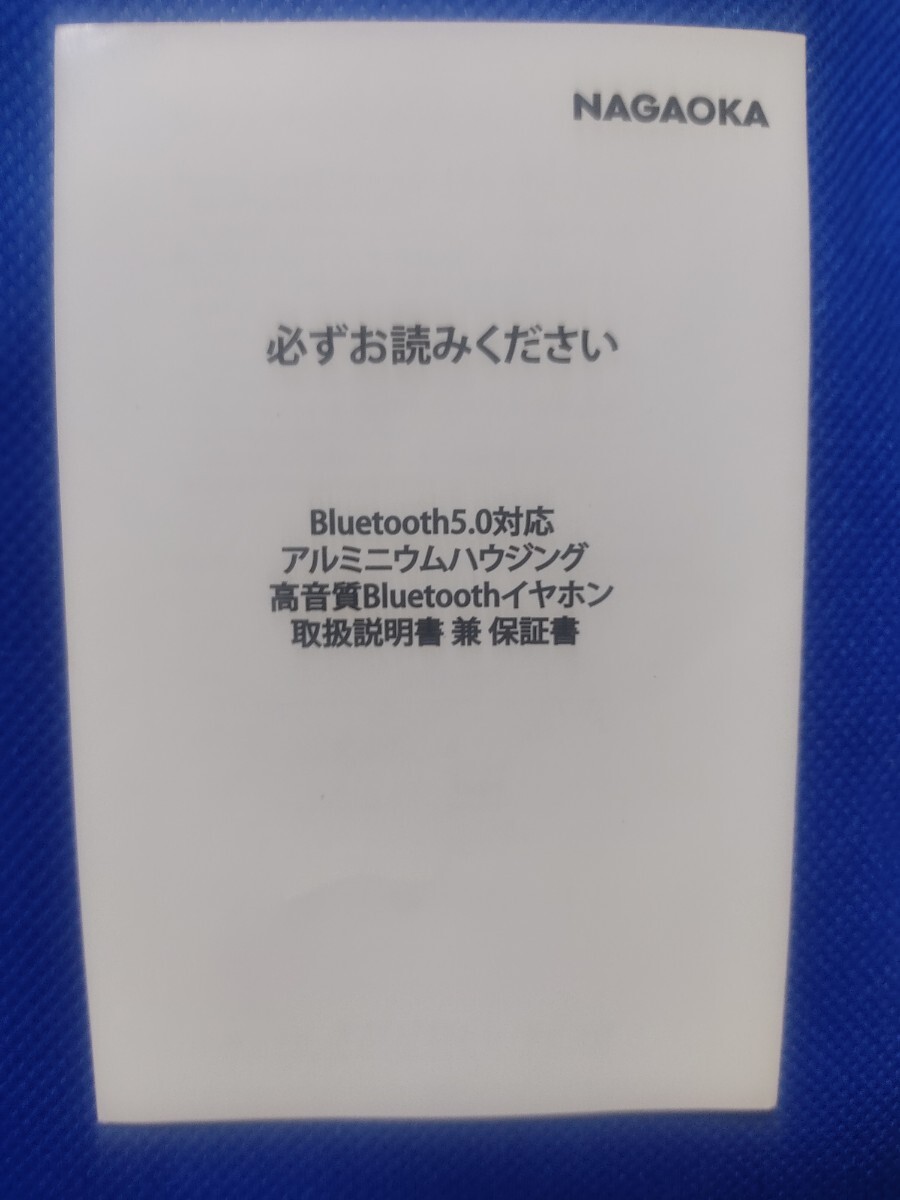 NAGAOKA
必ずお読みください
Bluetooth5.0対応
アルミニウムハウジング
高音質Bluetoothイヤホン
取扱説明書 兼 保証書